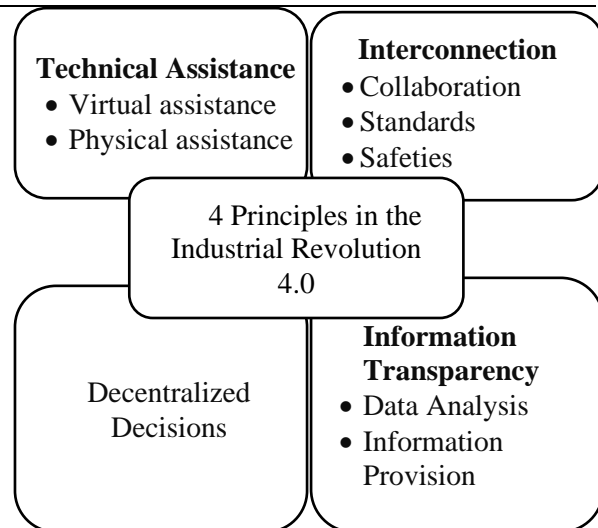 Technical Assistance
• Virtual assistance
• Physical assistance
Interconnection
• Collaboration
• Standards
• Safeties
4 Principles in the
Industrial Revolution
4.0
Decentralized
Decisions
Information
Transparency
• Data Analysis
• Information
Provision